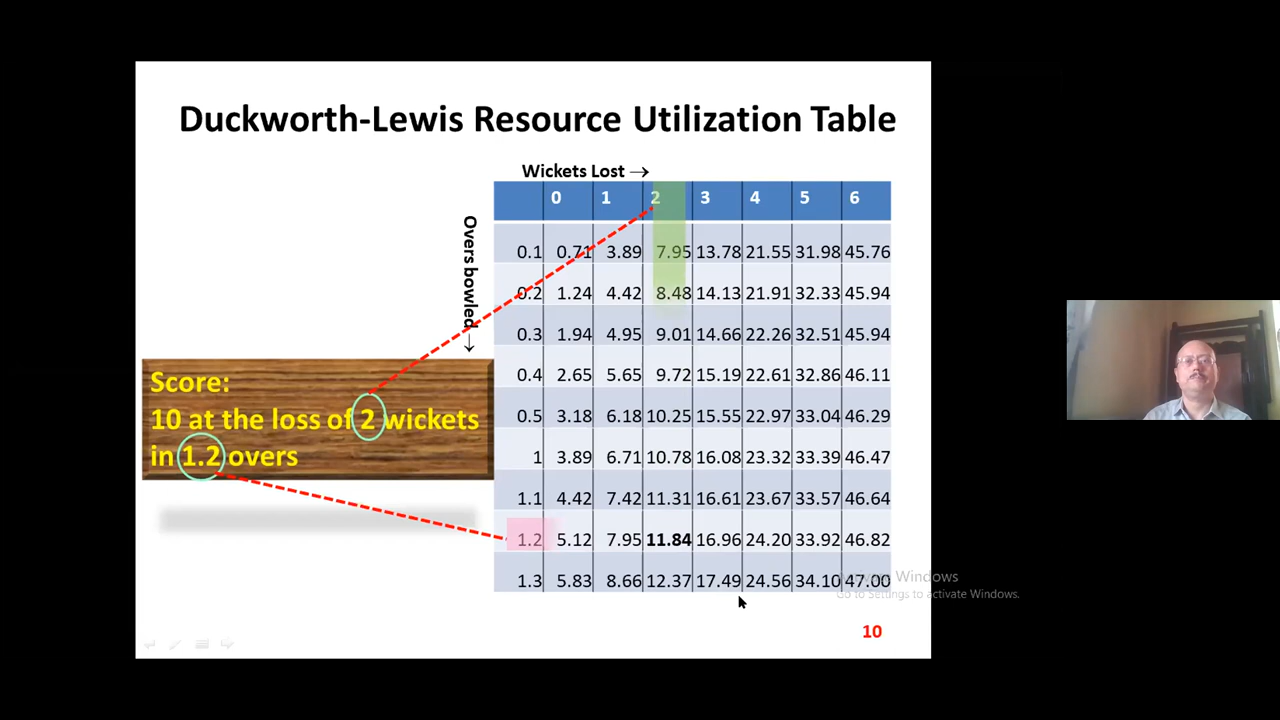 Duckworth-Lewis Resource Utilization Table
Wickets Lost →
Overs bowled →
0 1 2 3 4 5 6
0.1 0.71 3.89 7.95 13.78 21.55 31.98 45.76
0.2 1.24 4.42 8.48 14.13 21.91 32.33 45.94
0.3 1.94 4.95 9.01 14.66 22.26 32.51 45.94
0.4 2.65 5.65 9.72 15.19 22.61 32.86 46.11
0.5 3.18 6.18 10.25 15.55 22.97 33.04 46.29
1 3.89 6.71 10.78 16.08 23.32 33.39 46.47
1.1 4.42 7.42 11.31 16.61 23.67 33.57 46.64
1.2 5.12 7.95 11.84 16.96 24.20 33.92 46.82
1.3 5.83 8.66 12.37 17.49 24.56 34.10 47.00
Score:
10 at the loss of 2 wickets
in 1.2 overs
Activate Windows
Go to Settings to activate Windows.
10